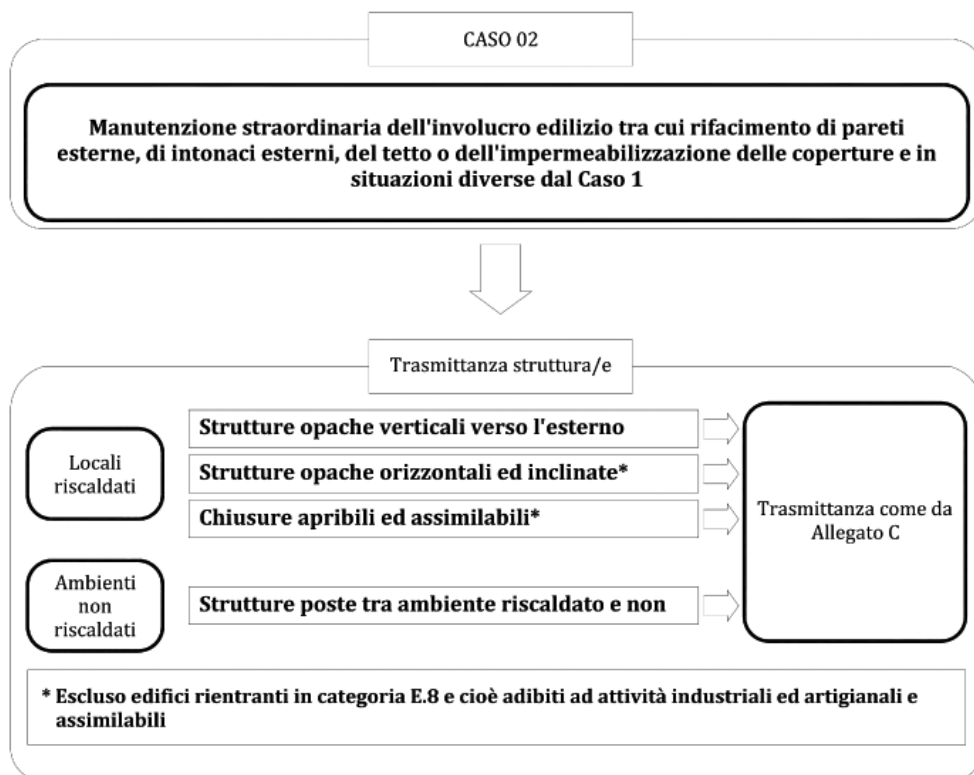 CASO 02
Manutenzione straordinaria dell'involucro edilizio tra cui rifacimento di pareti
esterne, di intonaci esterni, del tetto o dell'impermeabilizzazione delle coperture e in
situazioni diverse dal Caso 1
Trasmittanza struttura/e
Locali
riscaldati
Strutture opache verticali verso l'esterno
Strutture opache orizzontali ed inclinate*
Chiusure apribili ed assimilabili*
Trasmittanza come da
Allegato C
Ambienti
non
riscaldati
Strutture poste tra ambiente riscaldato e non
* Escluso edifici rientranti in categoria E.8 e cioè adibiti ad attività industriali ed artigianali e
assimilabili